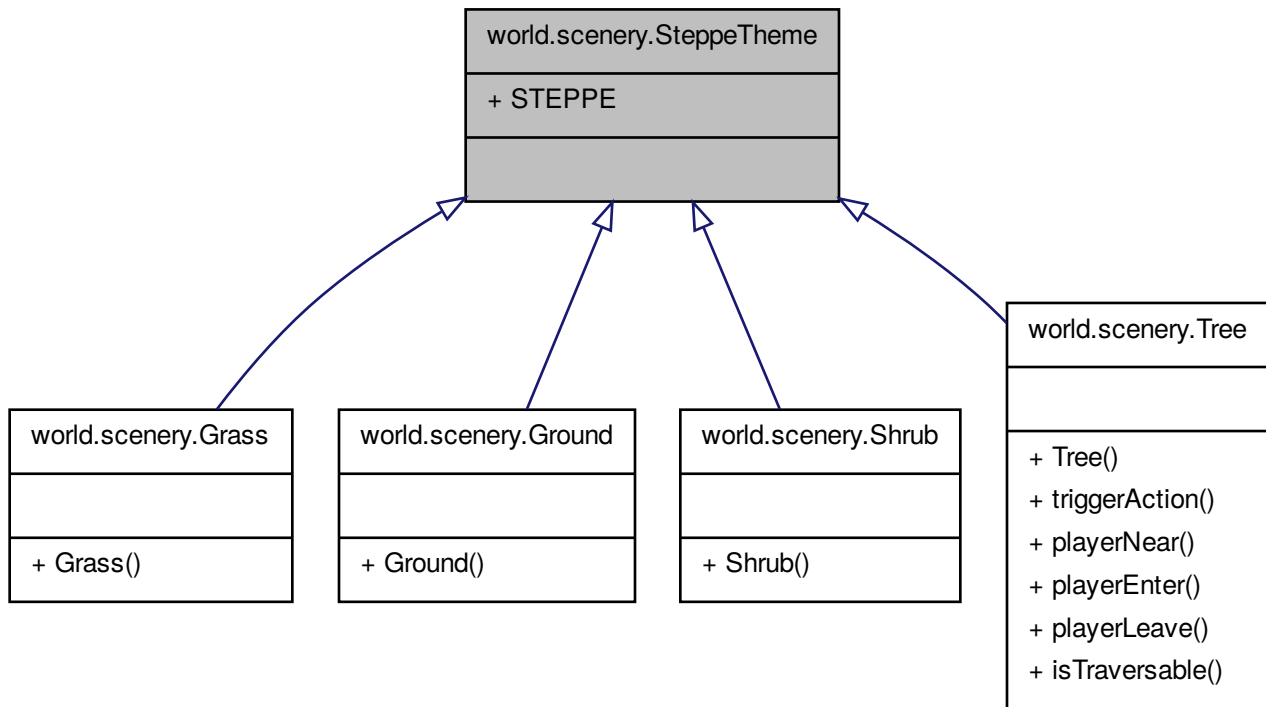 world.scenery.SteppeTheme
+ STEPPE
world.scenery.Tree
world.scenery.Grass
+ Grass()
world.scenery.Ground
+ Ground()
world.scenery.Shrub
+ Shrub()
+ Tree()
+ triggerAction()
+ playerNear()
+ playerEnter()
+ playerLeave()
+ isTraversable()